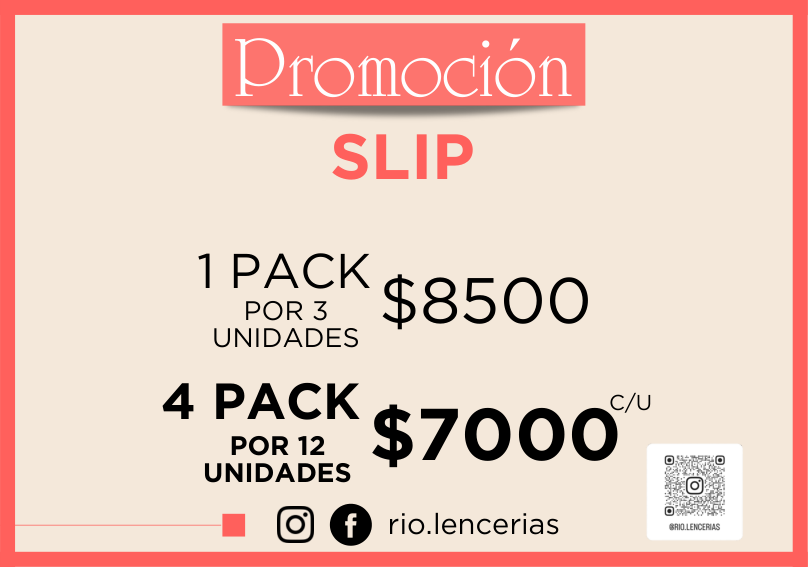 Promoción
SLIP
1 PACK
POR 3
UNIDADES
$8500
4 PACK
POR 12
UNIDADES
$7000
C/U
rio.lencerias
@RIO.LENCERIAS